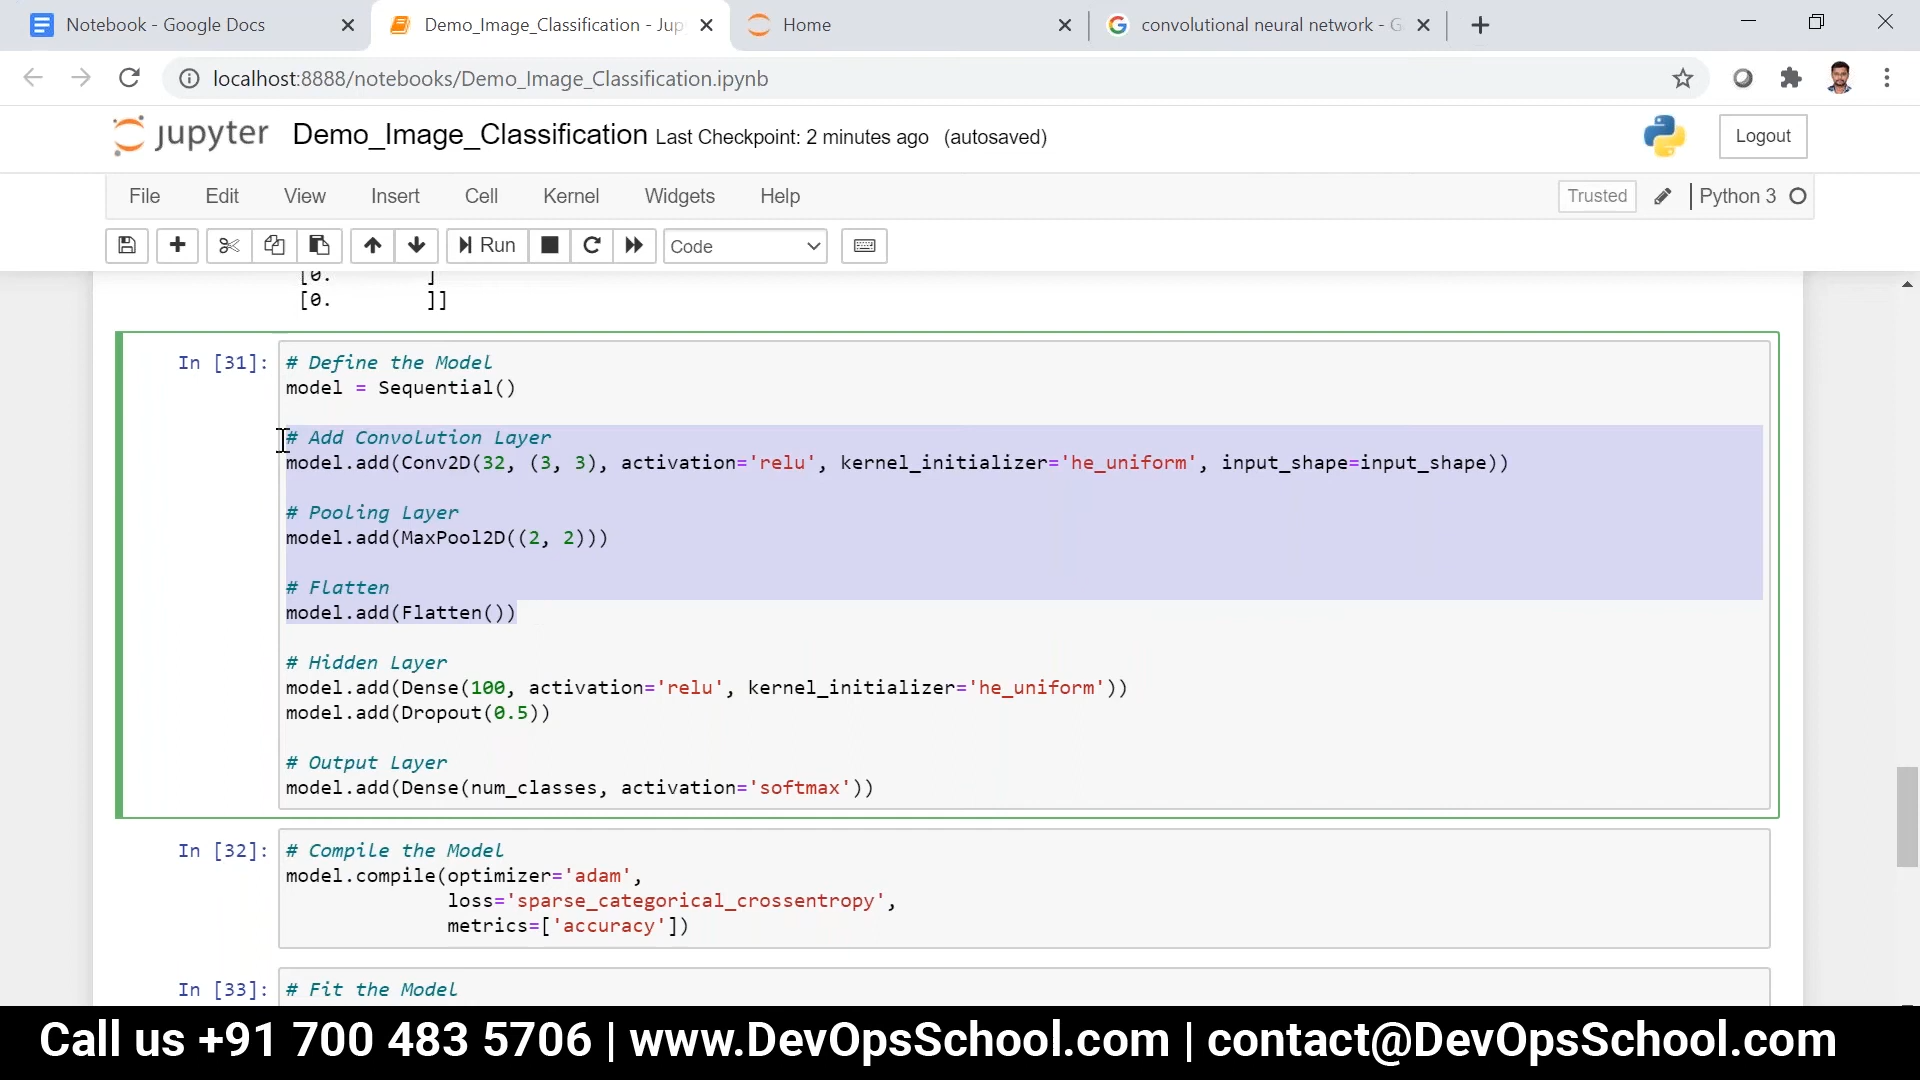 Notebook - Google Docs
Demo_Image_Classification - Jup
Home
convolutional neural network - G
localhost:8888/notebooks/Demo_Image_Classification.ipynb
jupyter Demo_Image_Classification Last Checkpoint: 2 minutes ago (autosaved)
Logout
File Edit View Insert Cell Kernel Widgets Help
Trusted Python 3
Run Code
[0. ]
[0. ]]
In [31]: # Define the Model
model = Sequential()
# Add Convolution Layer
model.add(Conv2D(32, (3, 3), activation='relu', kernel_initializer='he_uniform', input_shape=input_shape))
# Pooling Layer
model.add(MaxPool2D((2, 2)))
# Flatten
model.add(Flatten())
# Hidden Layer
model.add(Dense(100, activation='relu', kernel_initializer='he_uniform'))
model.add(Dropout(0.5))
# Output Layer
model.add(Dense(num_classes, activation='softmax'))
In [32]: # Compile the Model
model.compile(optimizer='adam',
loss='sparse_categorical_crossentropy',
metrics=['accuracy'])
In [33]: # Fit the Model
Call us +91 700 483 5706 | www.DevOpsSchool.com | contact@DevOpsSchool.com